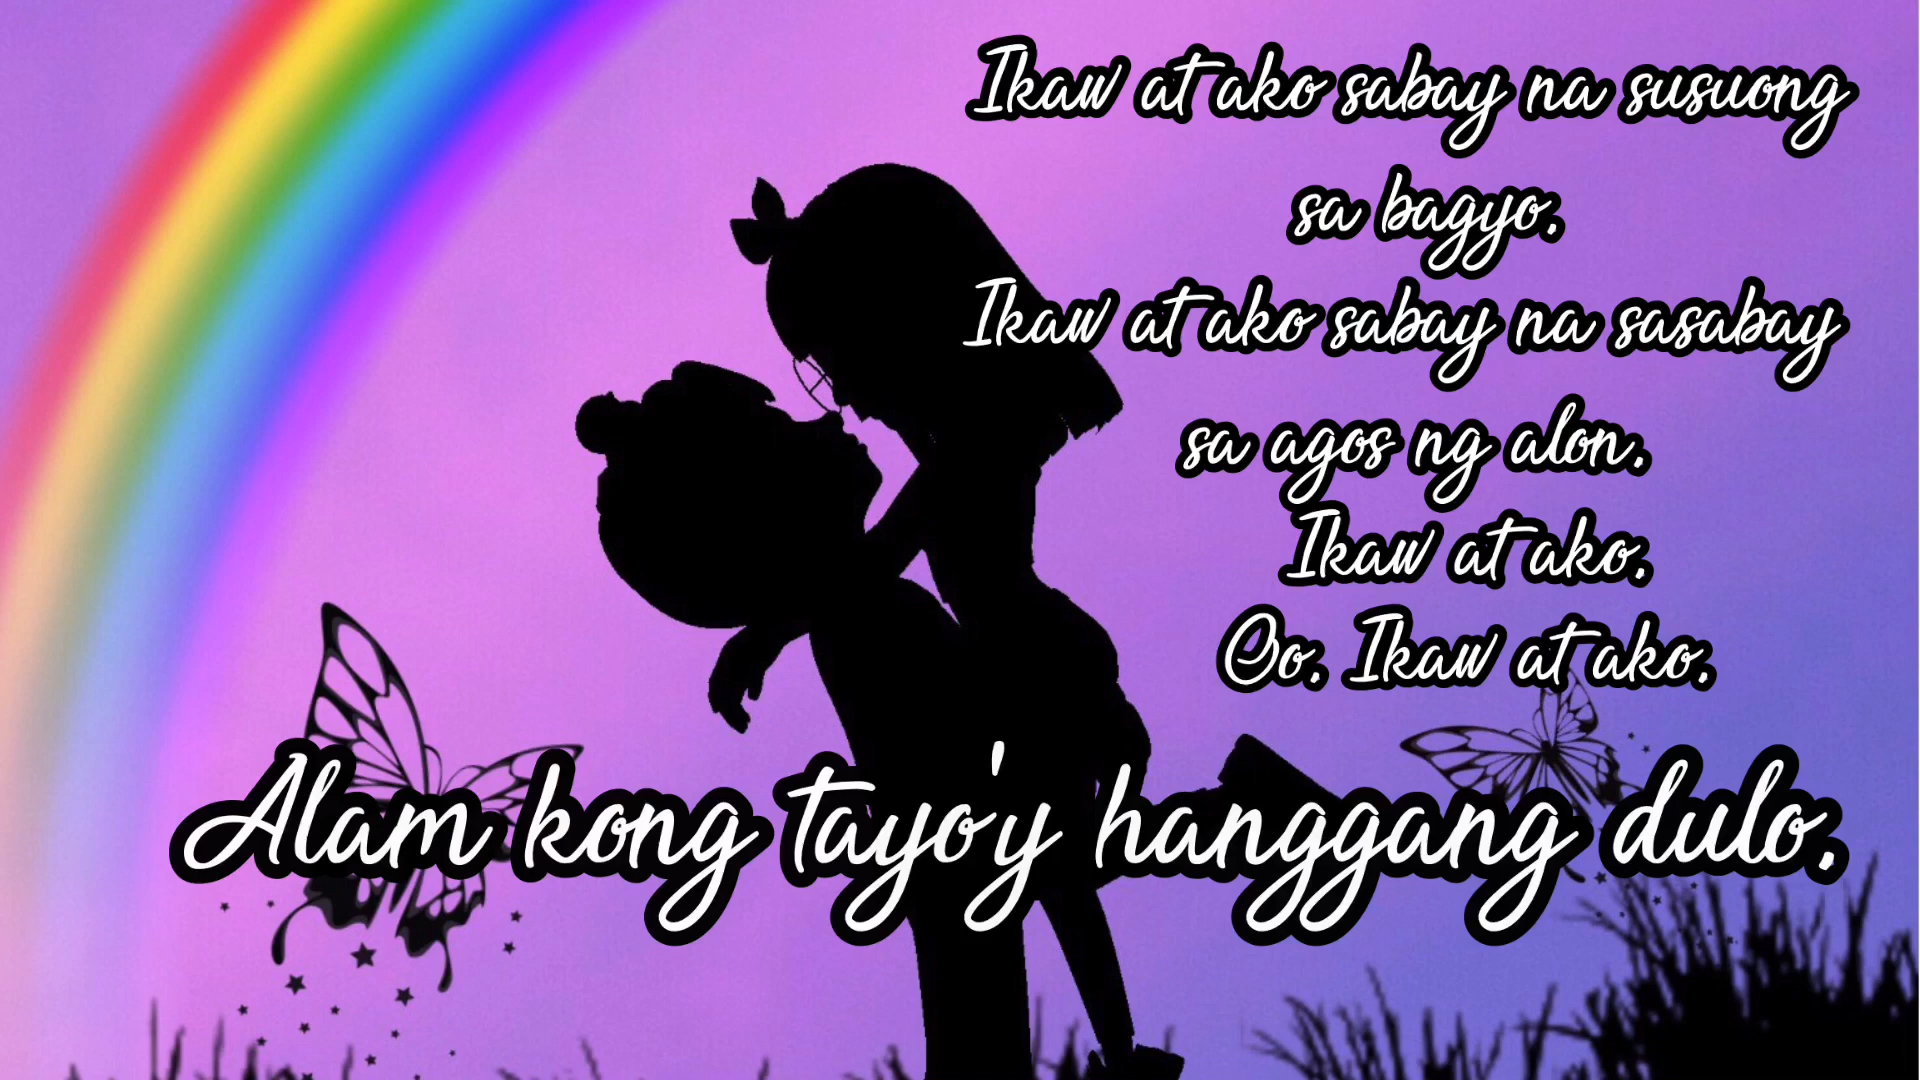 Ikaw at ako sabay na susuong
sa bagyo.
Ikaw at ako sabay na sasabay
sa agos ng alon.
Ikaw at ako.
Oo. Ikaw at ako.
Alam kong tayo'y hanggang dulo.